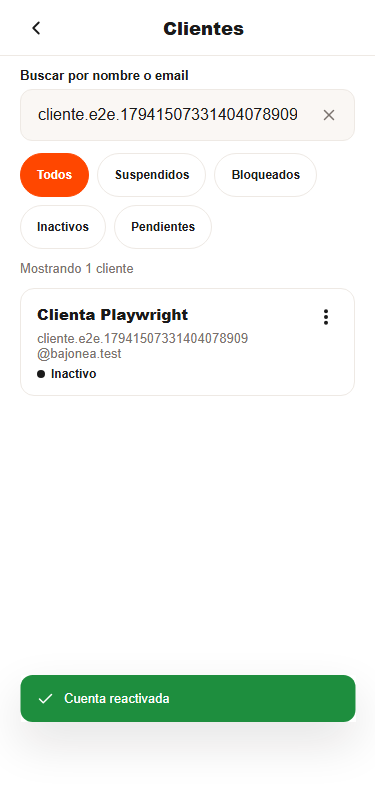 Clientes
Buscar por nombre o email
cliente.e2e.17941507331404078909
Todos
Suspendidos
Bloqueados
Inactivos
Pendientes
Mostrando 1 cliente
Clienta Playwright
cliente.e2e.17941507331404078909
@bajonea.test
Inactivo
Cuenta reactivada